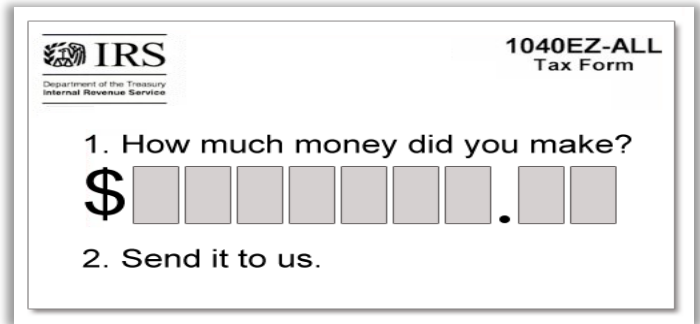 IRS
Department of the Treasury
Internal Revenue Service
1040EZ-ALL
Tax Form
1. How much money did you make?
$ .
2. Send it to us.